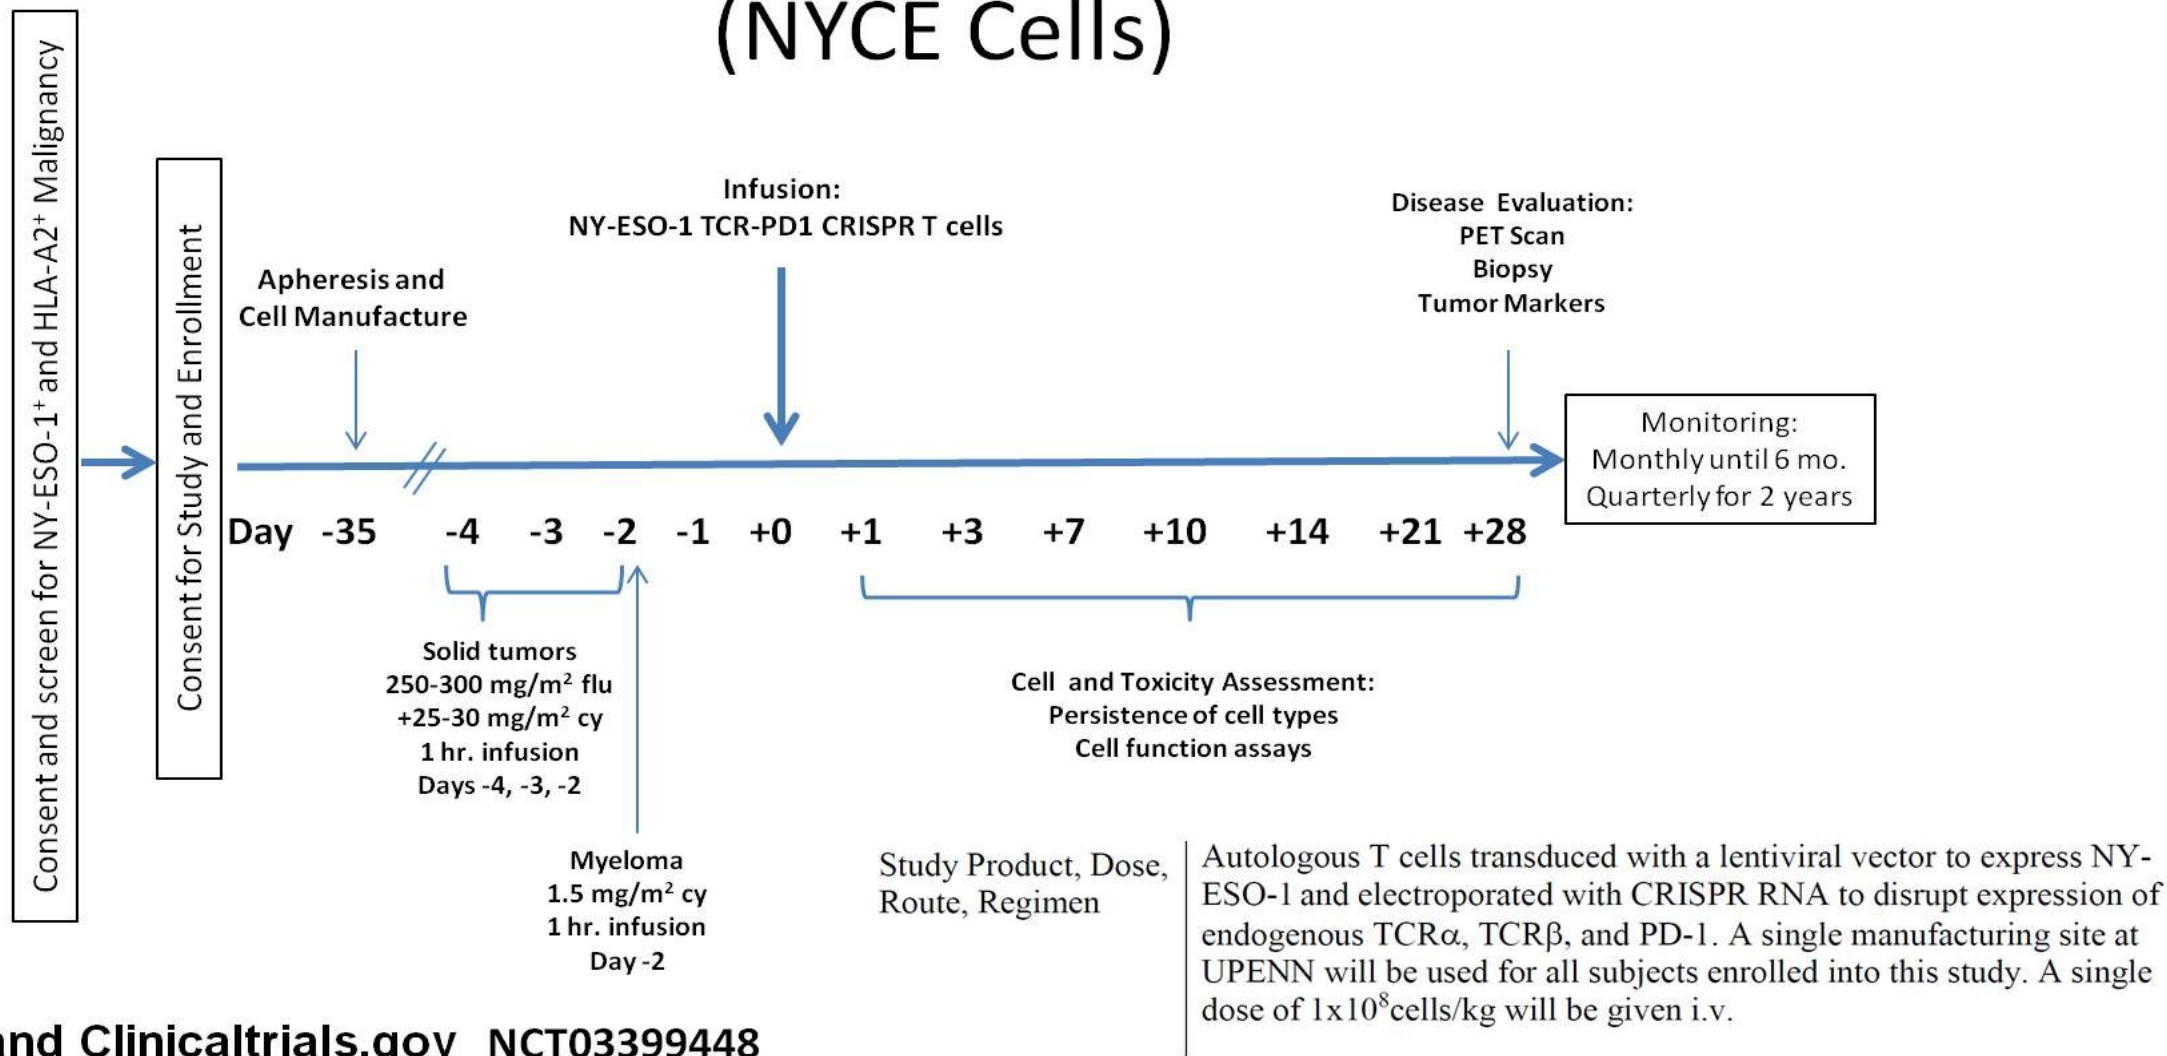 (NYCE Cells)
Consent and screen for NY-ESO-1⁺ and HLA-A2⁺ Malignancy
Consent for Study and Enrollment
Apheresis and
Cell Manufacture
Infusion:
NY-ESO-1 TCR-PD1 CRISPR T cells
Disease Evaluation:
PET Scan
Biopsy
Tumor Markers
Monitoring:
Monthly until 6 mo.
Quarterly for 2 years
Day -35 -4 -3 -2 -1 +0 +1 +3 +7 +10 +14 +21 +28
Solid tumors
250-300 mg/m² flu
+25-30 mg/m² cy
1 hr. infusion
Days -4, -3, -2
Myeloma
1.5 mg/m² cy
1 hr. infusion
Day -2
Cell and Toxicity Assessment:
Persistence of cell types
Cell function assays
Study Product, Dose,
Route, Regimen
Autologous T cells transduced with a lentiviral vector to express NY-
ESO-1 and electroporated with CRISPR RNA to disrupt expression of
endogenous TCRα, TCRβ, and PD-1. A single manufacturing site at
UPENN will be used for all subjects enrolled into this study. A single
dose of 1x10⁸cells/kg will be given i.v.
and Clinicaltrials.gov NCT03399448